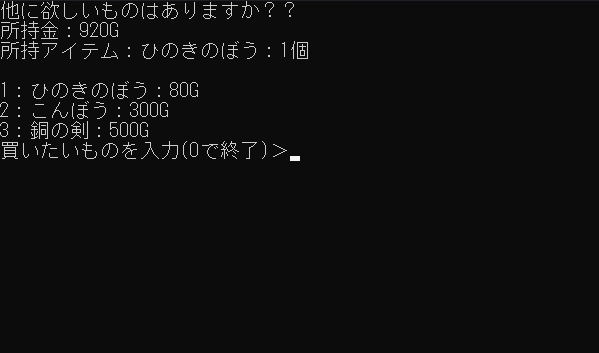 他に欲しいものはありますか？？
所持金：920G
所持アイテム：ひのきのぼう：1個
1：ひのきのぼう：80G
2：こんぼう：300G
3：銅の剣：500G
買いたいものを入力(0で終了)＞